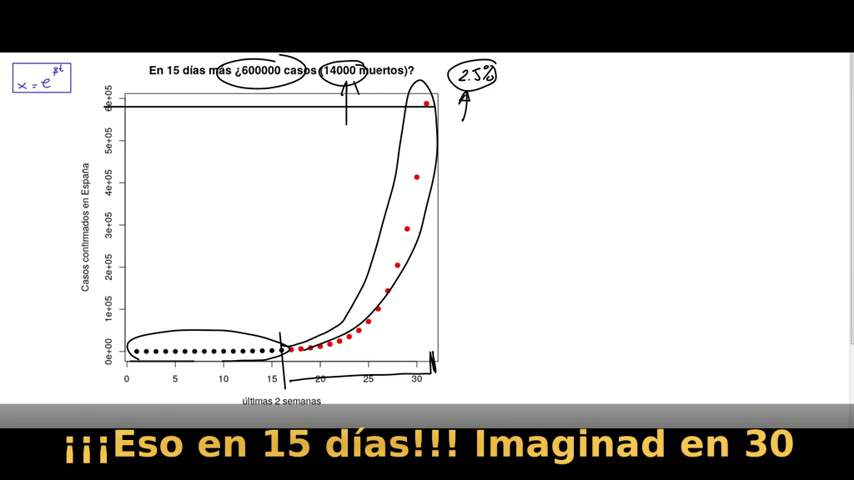 En 15 días más ¿600000 casos (14000 muertos)?
2.5%
x = e^βt
Casos confirmados en España
0e+00
1e+05
2e+05
3e+05
4e+05
5e+05
6e+05
0 5 10 15 20 25 30
últimas 2 semanas
¡¡¡Eso en 15 días!!! Imaginad en 30